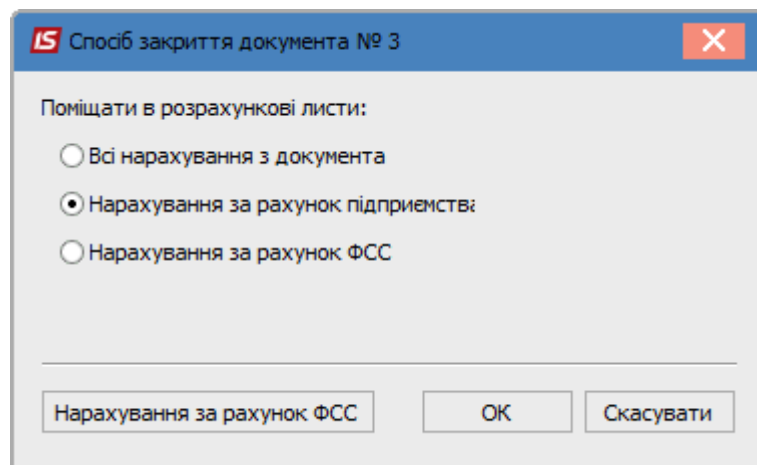 IS Спосіб закриття документа № 3
Поміщати в розрахункові листи:
Всі нарахування з документа
Нарахування за рахунок підприємства
Нарахування за рахунок ФСС
Нарахування за рахунок ФСС ОК Скасувати